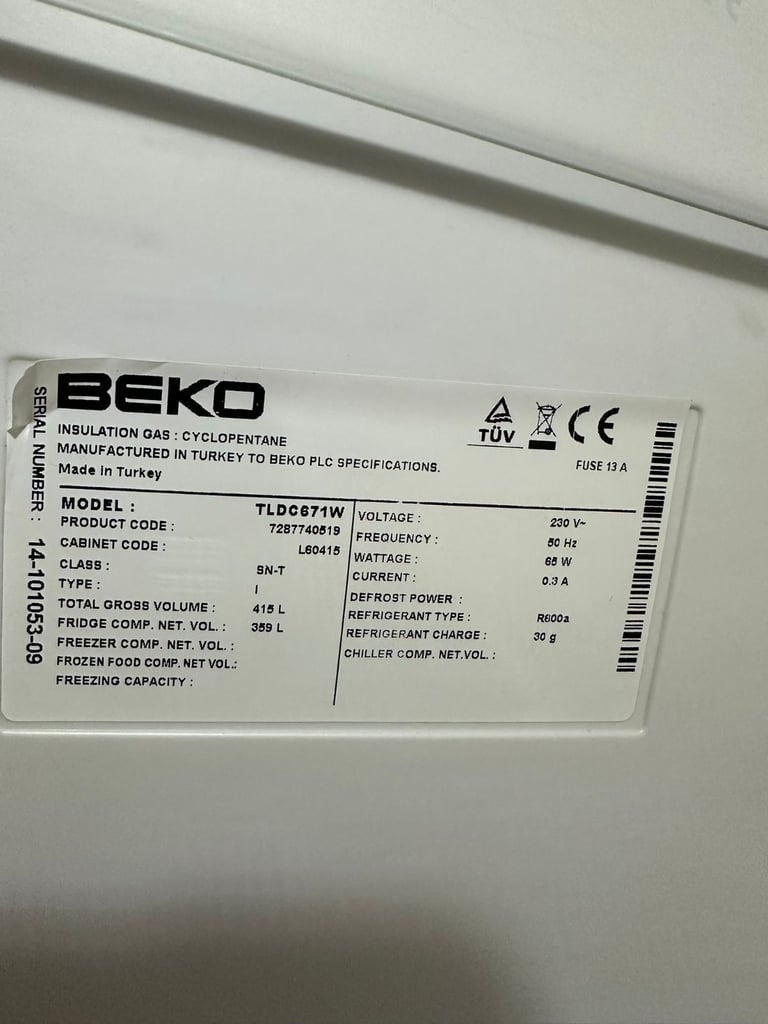 BEKO
INSULATION GAS : CYCLOPENTANE
MANUFACTURED IN TURKEY TO BEKO PLC SPECIFICATIONS.
Made in Turkey
TÜV
CE
FUSE 13 A
SERIAL NUMBER : 14-101053-09
MODEL : TLDC671W
PRODUCT CODE : 7287740519
CABINET CODE : L60415
CLASS : SN-T
TYPE : I
TOTAL GROSS VOLUME : 415 L
FRIDGE COMP. NET. VOL. : 359 L
FREEZER COMP. NET. VOL. :
FROZEN FOOD COMP. NET VOL.:
FREEZING CAPACITY :
VOLTAGE : 230 V~
FREQUENCY : 50 Hz
WATTAGE : 65 W
CURRENT : 0.3 A
DEFROST POWER :
REFRIGERANT TYPE : R600a
REFRIGERANT CHARGE : 30 g
CHILLER COMP. NET.VOL. :